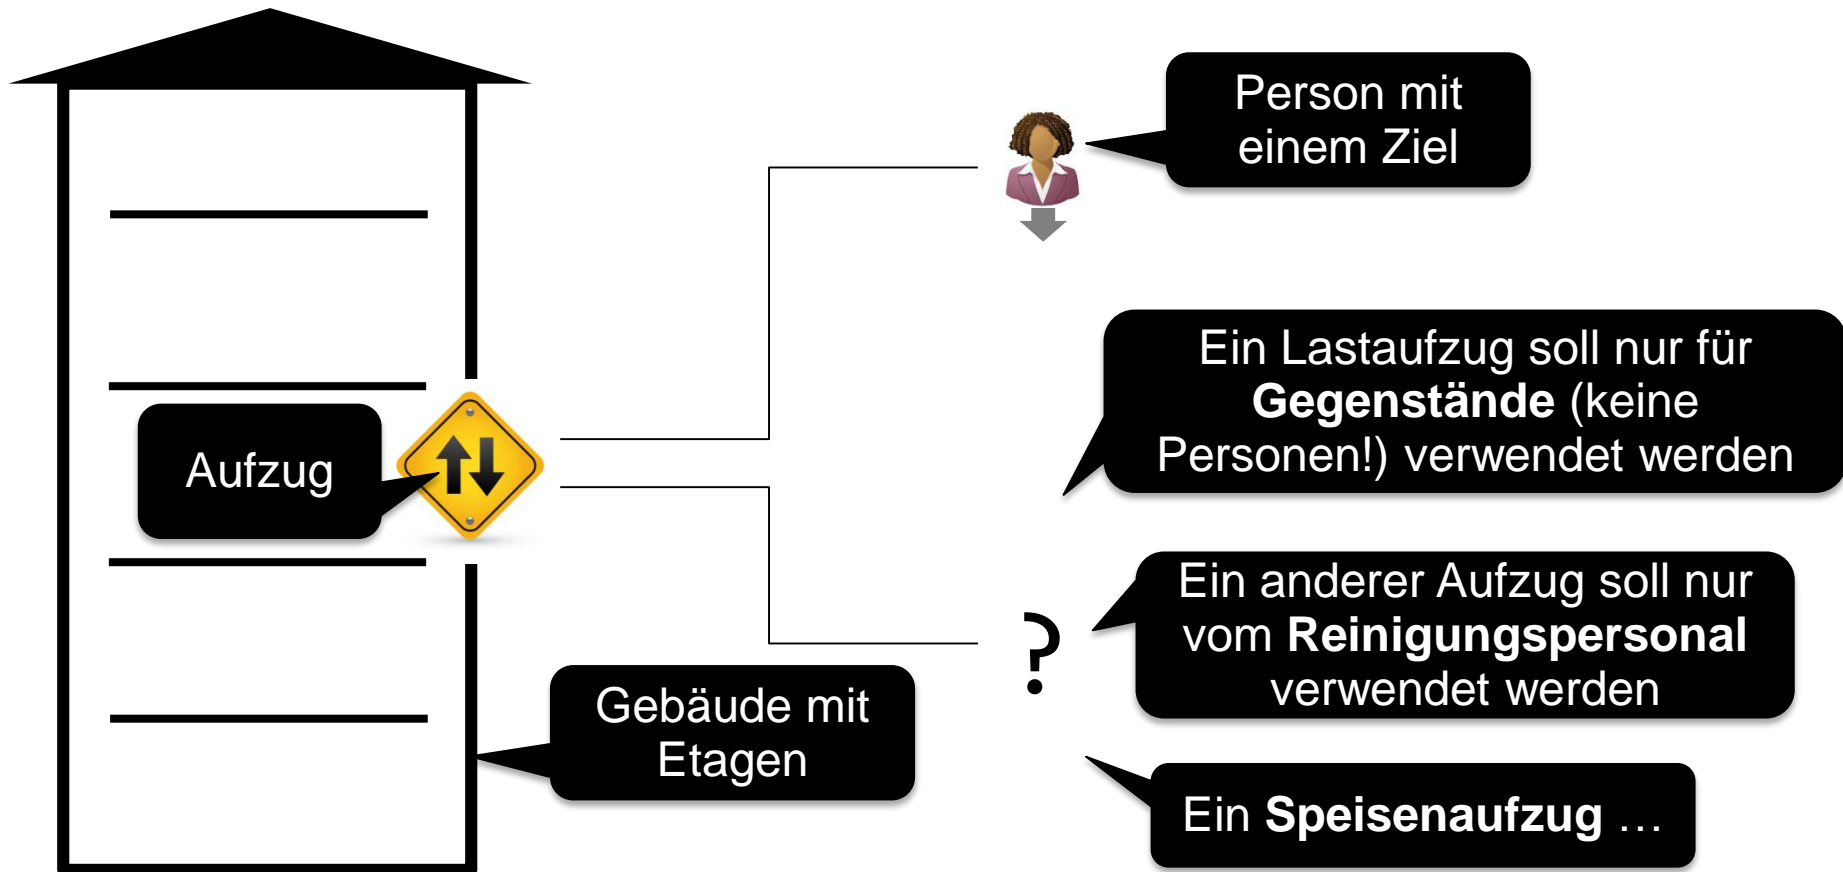 Person mit
einem Ziel
Ein Lastaufzug soll nur für
Gegenstände (keine
Personen!) verwendet werden
Aufzug
Ein anderer Aufzug soll nur
vom Reinigungspersonal
verwendet werden
?
Gebäude mit
Etagen
Ein Speisenaufzug …